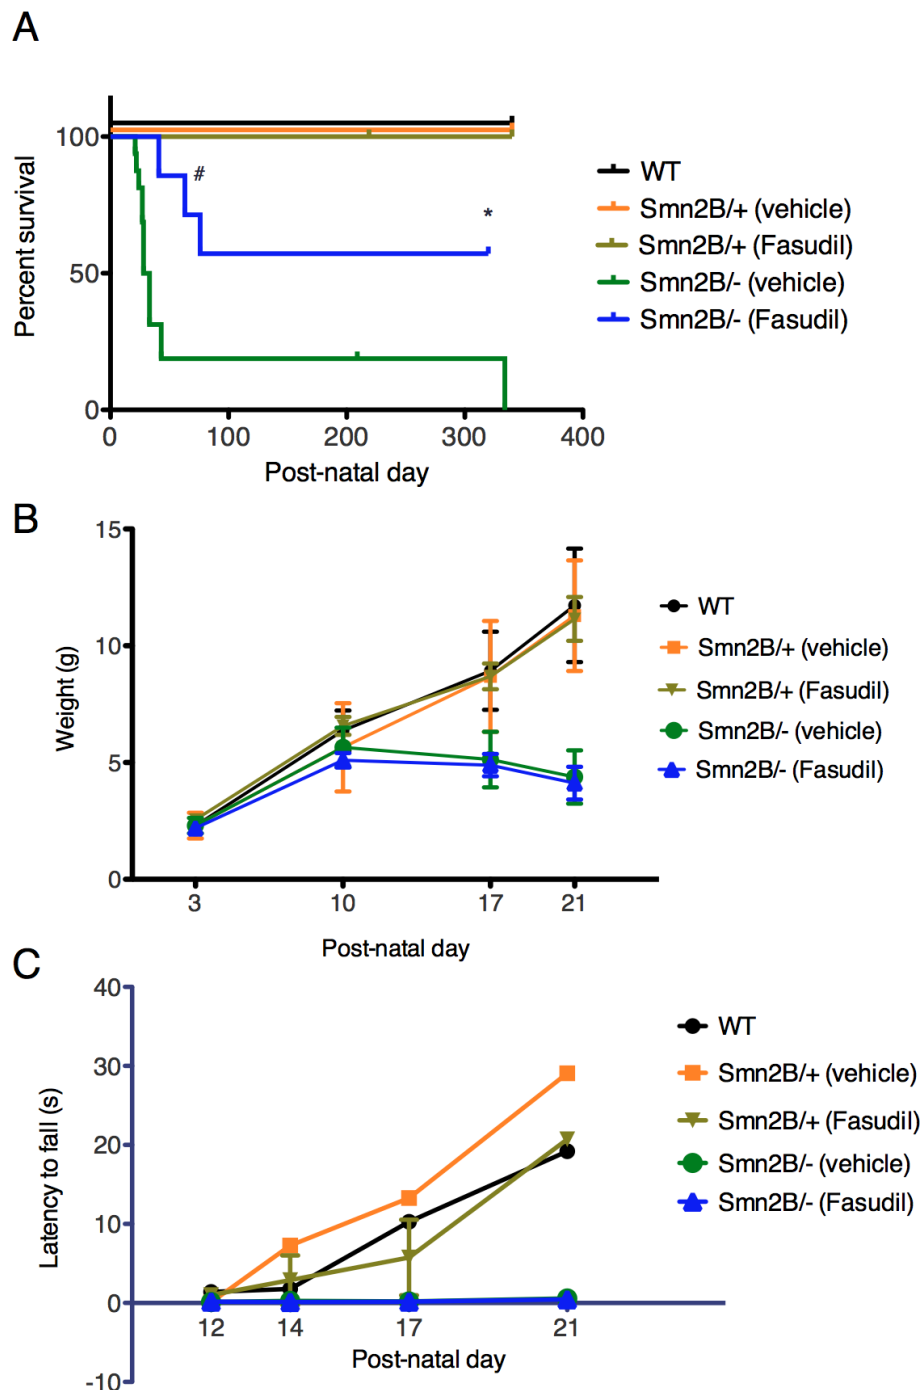 A
Percent survival
100
50
0
0 100 200 300 400
Post-natal day
#
*
WT
Smn2B/+ (vehicle)
Smn2B/+ (Fasudil)
Smn2B/- (vehicle)
Smn2B/- (Fasudil)
B
Weight (g)
15
10
5
0
3 10 17 21
Post-natal day
WT
Smn2B/+ (vehicle)
Smn2B/+ (Fasudil)
Smn2B/- (vehicle)
Smn2B/- (Fasudil)
C
Latency to fall (s)
40
30
20
10
0
-10
12 14 17 21
Post-natal day
WT
Smn2B/+ (vehicle)
Smn2B/+ (Fasudil)
Smn2B/- (vehicle)
Smn2B/- (Fasudil)